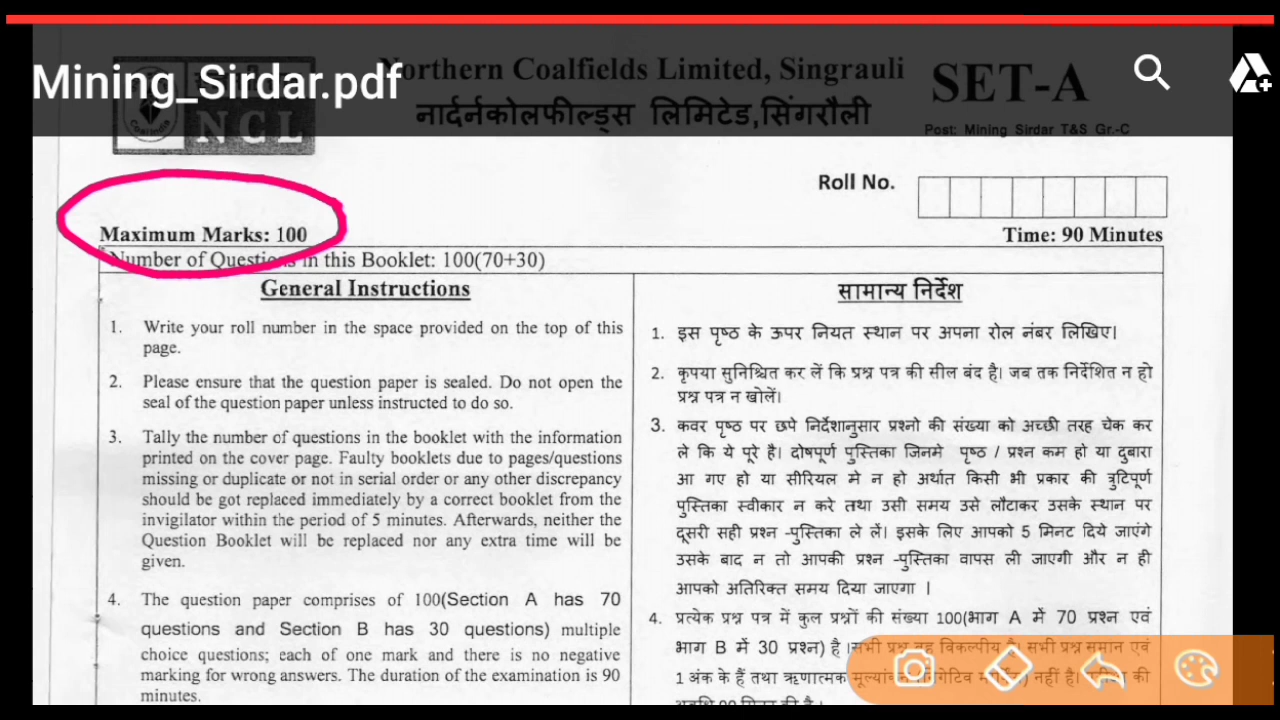 Mining_Sirdar.pdf
Northern Coalfields Limited, Singrauli
नार्दर्नकोलफील्ड्स लिमिटेड,सिंगरौली
NCL
SET-A
Post: Mining Sirdar T&S Gr.-C
Roll No.
Maximum Marks: 100
Time: 90 Minutes
Number of Questions in this Booklet: 100(70+30)
General Instructions
1. Write your roll number in the space provided on the top of this
page.
2. Please ensure that the question paper is sealed. Do not open the
seal of the question paper unless instructed to do so.
3. Tally the number of questions in the booklet with the information
printed on the cover page. Faulty booklets due to pages/questions
missing or duplicate or not in serial order or any other discrepancy
should be got replaced immediately by a correct booklet from the
invigilator within the period of 5 minutes. Afterwards, neither the
Question Booklet will be replaced nor any extra time will be
given.
4. The question paper comprises of 100(Section A has 70
questions and Section B has 30 questions) multiple
choice questions; each of one mark and there is no negative
marking for wrong answers. The duration of the examination is 90
minutes.
सामान्य निर्देश
1. इस पृष्ठ के ऊपर नियत स्थान पर अपना रोल नंबर लिखिए।
2. कृपया सुनिश्चित कर लें कि प्रश्न पत्र की सील बंद है। जब तक निर्देशित न हो
प्रश्न पत्र न खोलें।
3. कवर पृष्ठ पर छपे निर्देशानुसार प्रश्नो की संख्या को अच्छी तरह चेक कर
ले कि ये पूरे है। दोषपूर्ण पुस्तिका जिनमे पृष्ठ / प्रश्न कम हो या दुबारा
आ गए हो या सीरियल मे न हो अर्थात किसी भी प्रकार की त्रुटिपूर्ण
पुस्तिका स्वीकार न करे तथा उसी समय उसे लौटाकर उसके स्थान पर
दूसरी सही प्रश्न -पुस्तिका ले लें। इसके लिए आपको 5 मिनट दिये जाएंगे
उसके बाद न तो आपकी प्रश्न -पुस्तिका वापस ली जाएगी और न ही
आपको अतिरिक्त समय दिया जाएगा ।
4. प्रत्येक प्रश्न पत्र में कुल प्रश्नों की संख्या 100(भाग A में 70 प्रश्न एवं
भाग B में 30 प्रश्न) है।सभी प्रश्न बहु विकल्पीय है। सभी प्रश्न समान एवं
1 अंक के हैं तथा ऋणात्मक मूल्यांकन नहीं है। की